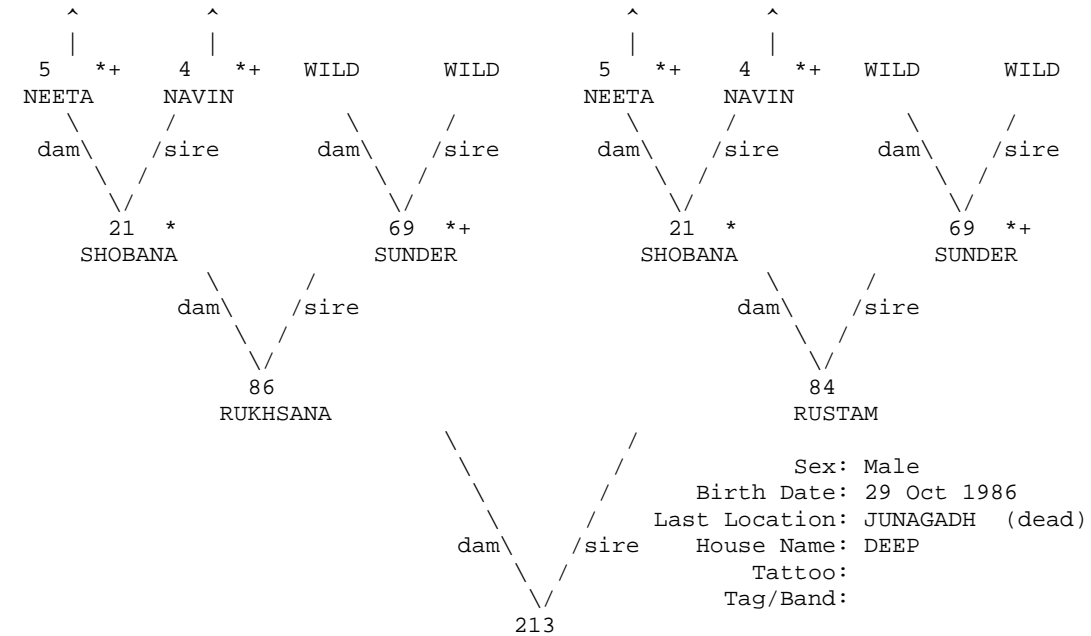 ^ ^ ^ ^
| | | |
5 *+ 4 *+ WILD WILD 5 *+ 4 *+ WILD WILD
NEETA NAVIN NEETA NAVIN
\ / \ / \ / \ /
dam\ /sire dam\ /sire dam\ /sire dam\ /sire
\ / \ / \ / \ /
\/ \/ \/ \/
21 * 69 *+ 21 * 69 *+
SHOBANA SUNDER SHOBANA SUNDER
\ / \ /
dam\ /sire dam\ /sire
\ / \ /
\/ \/
86 84
RUKHSANA RUSTAM
\ /
\ / Sex: Male
\ / Birth Date: 29 Oct 1986
\ / Last Location: JUNAGADH (dead)
dam\ /sire House Name: DEEP
\ / Tattoo:
\/ Tag/Band:
213